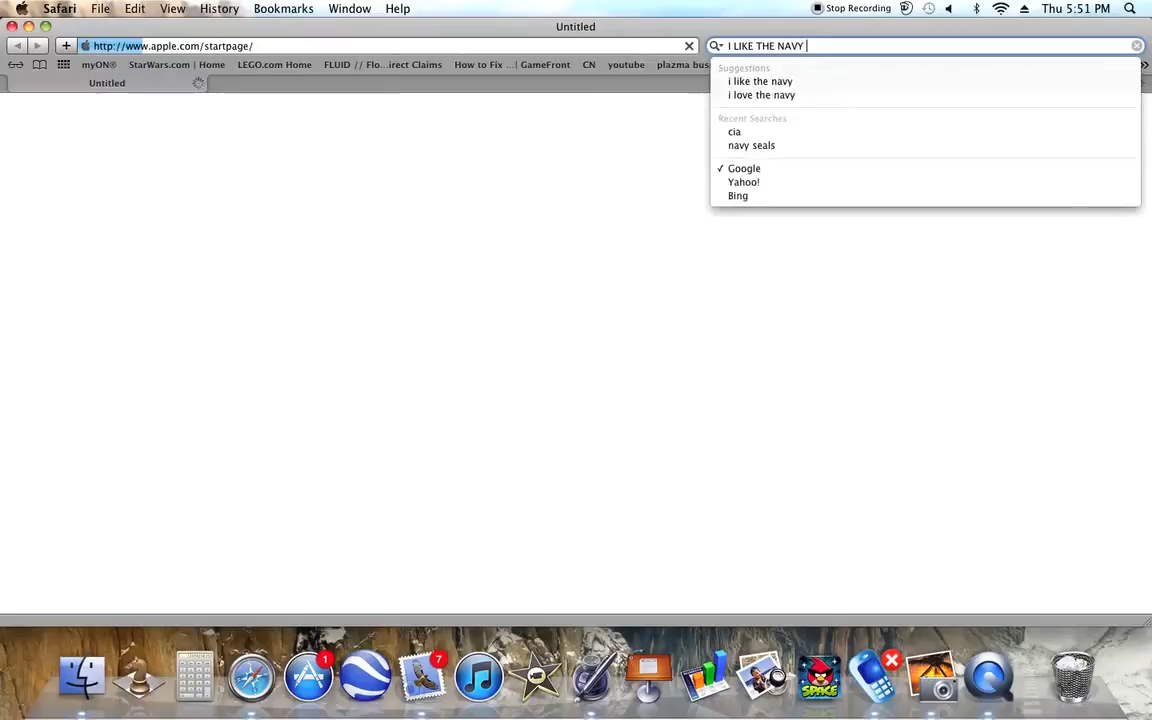 Safari File Edit View History Bookmarks Window Help Stop Recording Thu 5:51 PM
Untitled
http://www.apple.com/startpage/ I LIKE THE NAVY
myON® StarWars.com | Home LEGO.com Home FLUID // Flo...irect Claims How to Fix ...| GameFront CN youtube plazma bu
Untitled
Suggestions
i like the navy
i love the navy
Recent Searches
cia
navy seals
✓ Google
Yahoo!
Bing
1
7
SPACE